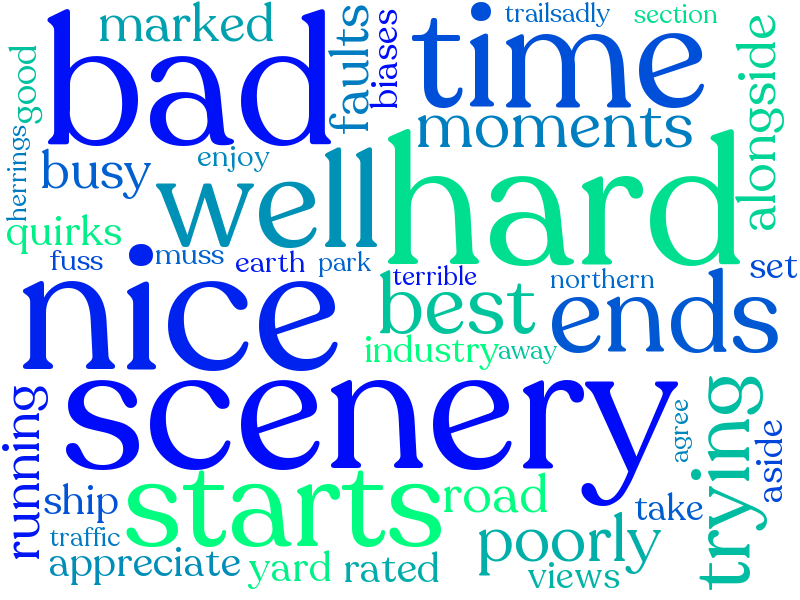 marked
bad
faults
biases
time
trailsadly
section
good
herrings
busy
enjoy
well
moments
hard
alongside
quirks
fuss
muss
earth
park
terrible
northern
set
nice
best
ends
industry
away
scenery
running
ship
starts
road
agree
take
trying
aside
traffic
appreciate
yard
rated
poorly
views